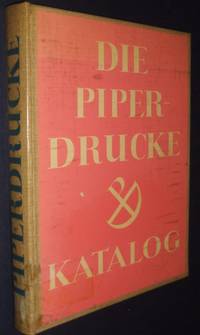 DIE
PIPER-
DRUCKE
KATALOG
PIPERDRUCKE